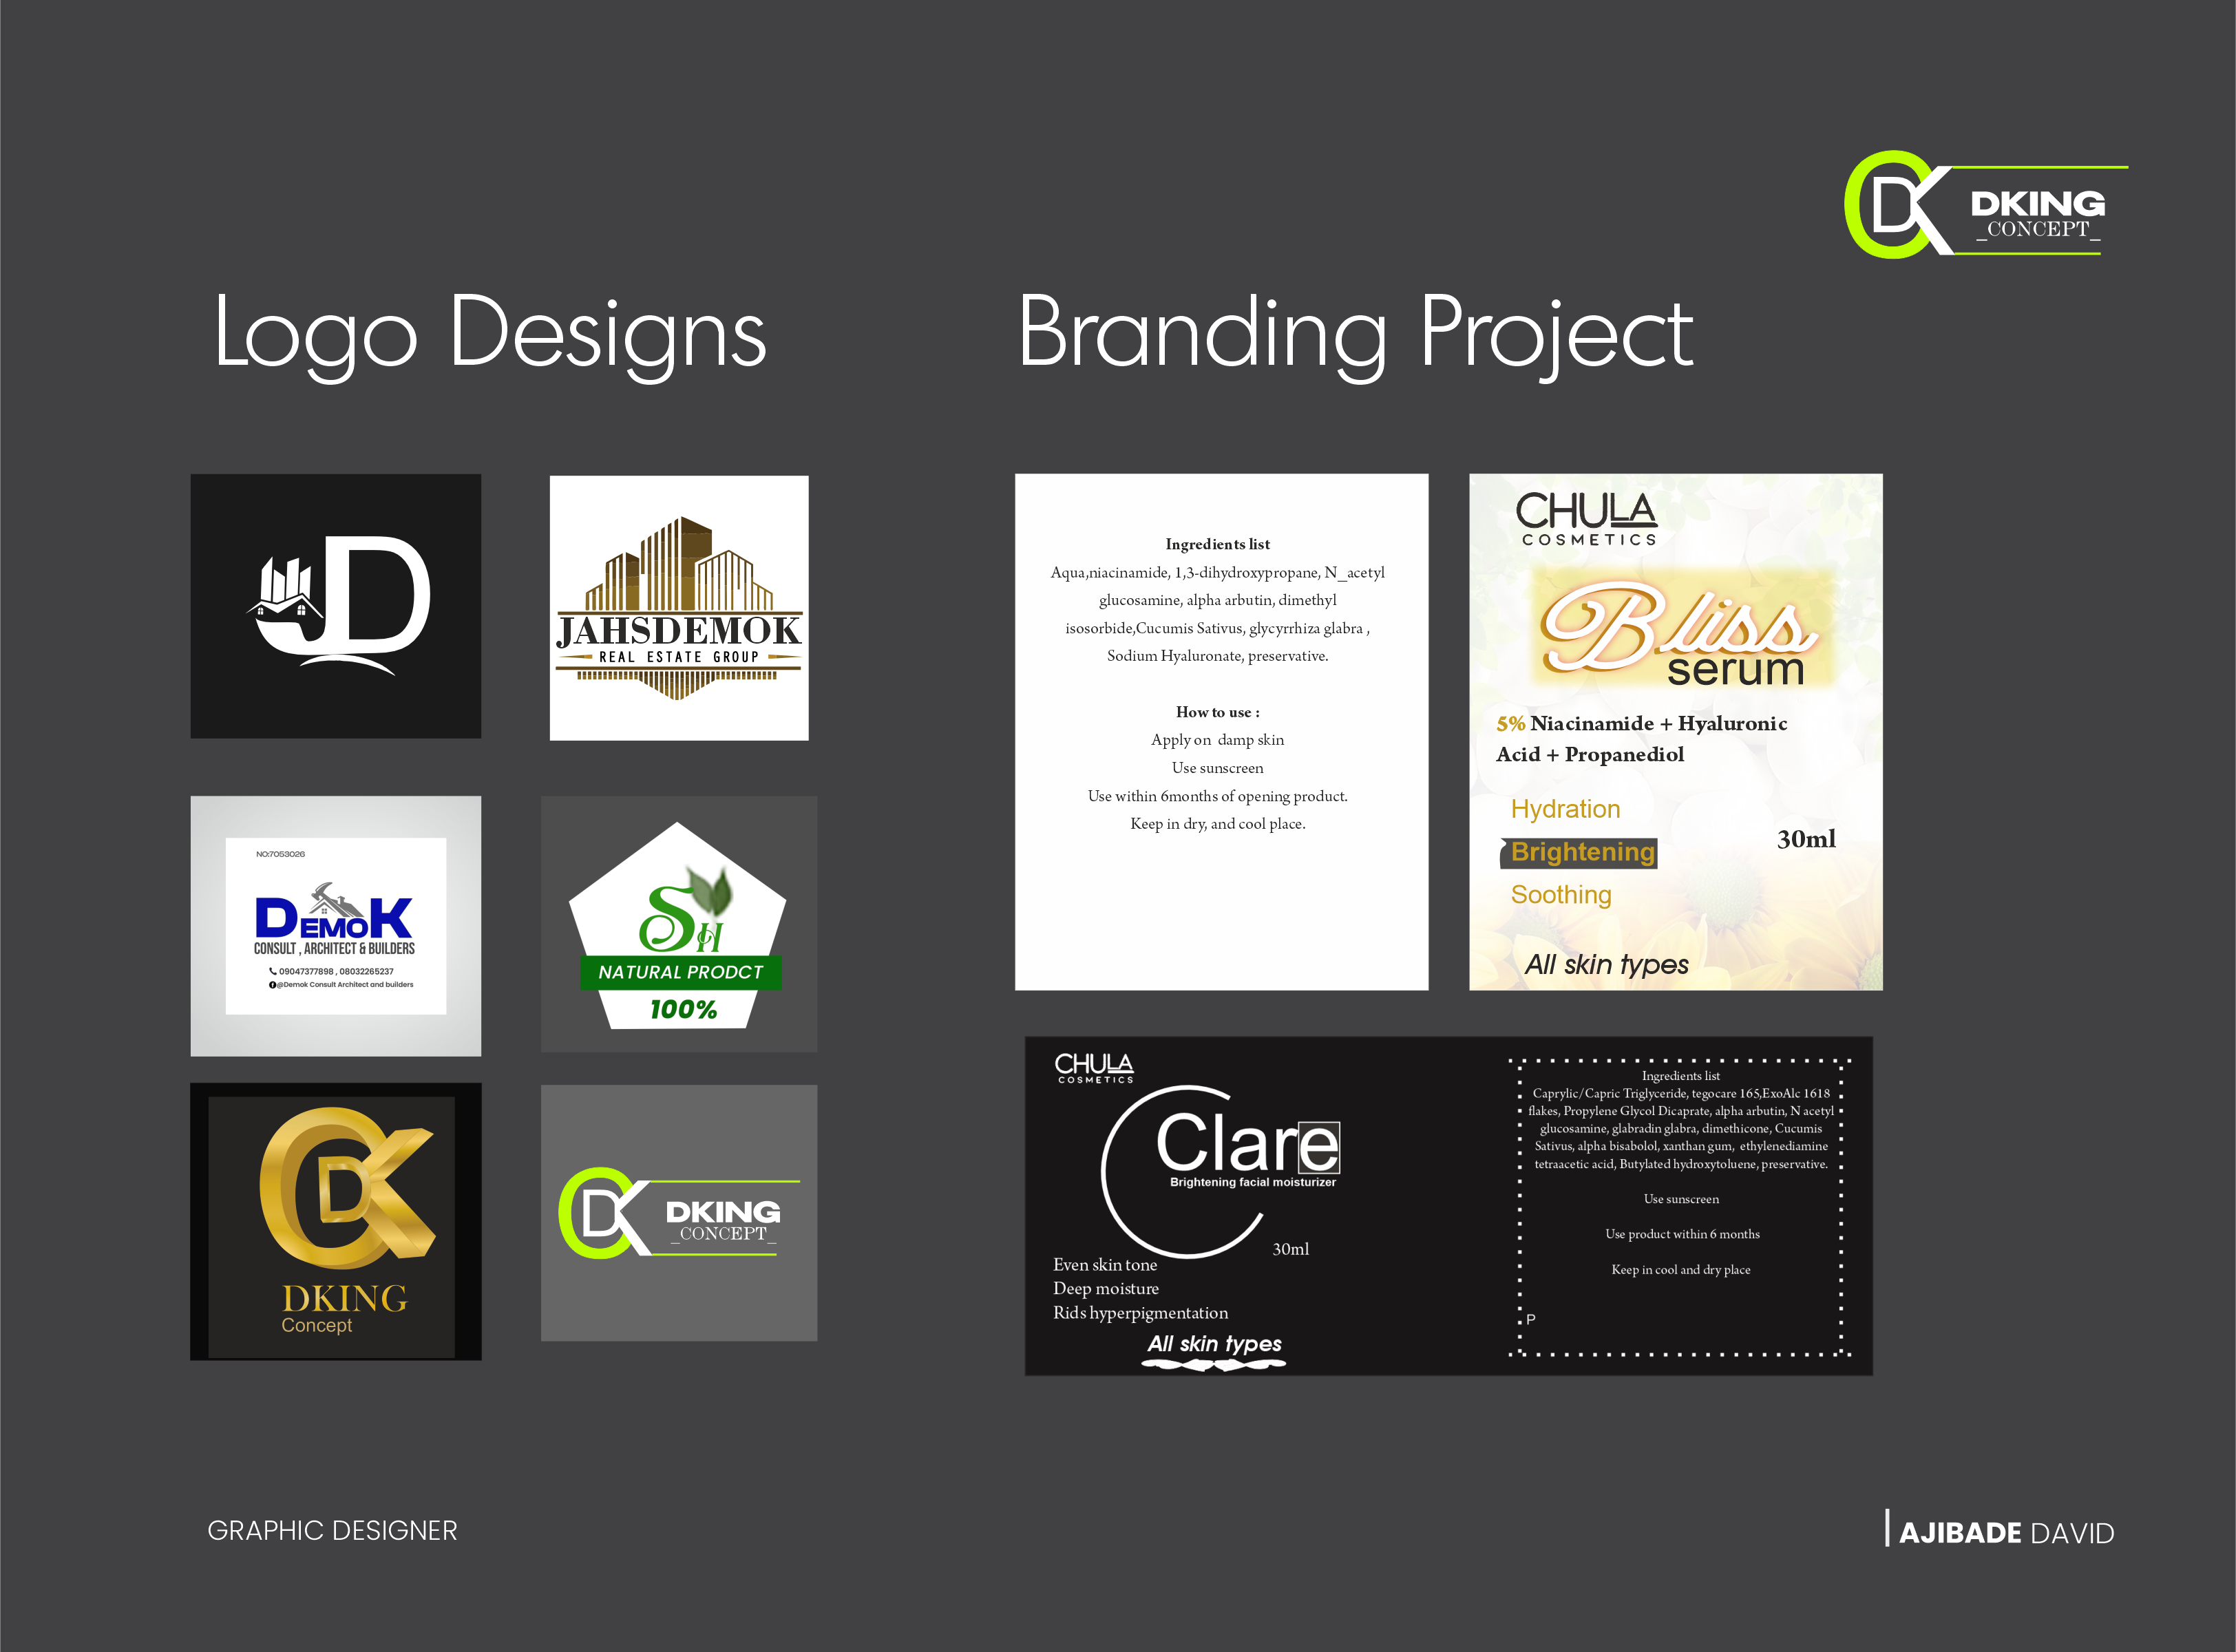 DK
DKING
_CONCEPT_
Logo Designs
Branding Project
JD
JAHSDEMOK
REAL ESTATE GROUP
NO:7053026
DEMOK
CONSULT , ARCHITECT & BUILDERS
09047377898 , 08032265237
@Demok Consult Architect and builders
SH
NATURAL PRODCT
100%
CDK
DKING
Concept
DK
DKING
_CONCEPT_
Ingredients list
Aqua,niacinamide, 1,3-dihydroxypropane, N_acetyl
glucosamine, alpha arbutin, dimethyl
isosorbide,Cucumis Sativus, glycyrrhiza glabra ,
Sodium Hyaluronate, preservative.
How to use :
Apply on  damp skin
Use sunscreen
Use within 6months of opening product.
Keep in dry, and cool place.
CHULA
COSMETICS
Bliss
serum
5% Niacinamide + Hyaluronic
Acid + Propanediol
Hydration
Brightening
30ml
Soothing
All skin types
CHULA
COSMETICS
Clare
Brightening facial moisturizer
30ml
Even skin tone
Deep moisture
Rids hyperpigmentation
All skin types
Ingredients list
Caprylic/Capric Triglyceride, tegocare 165,ExoAlc 1618
flakes, Propylene Glycol Dicaprate, alpha arbutin, N acetyl
glucosamine, glabradin glabra, dimethicone, Cucumis
Sativus, alpha bisabolol, xanthan gum,  ethylenediamine
tetraacetic acid, Butylated hydroxytoluene, preservative.
Use sunscreen
Use product within 6 months
Keep in cool and dry place
P
GRAPHIC DESIGNER
AJIBADE DAVID